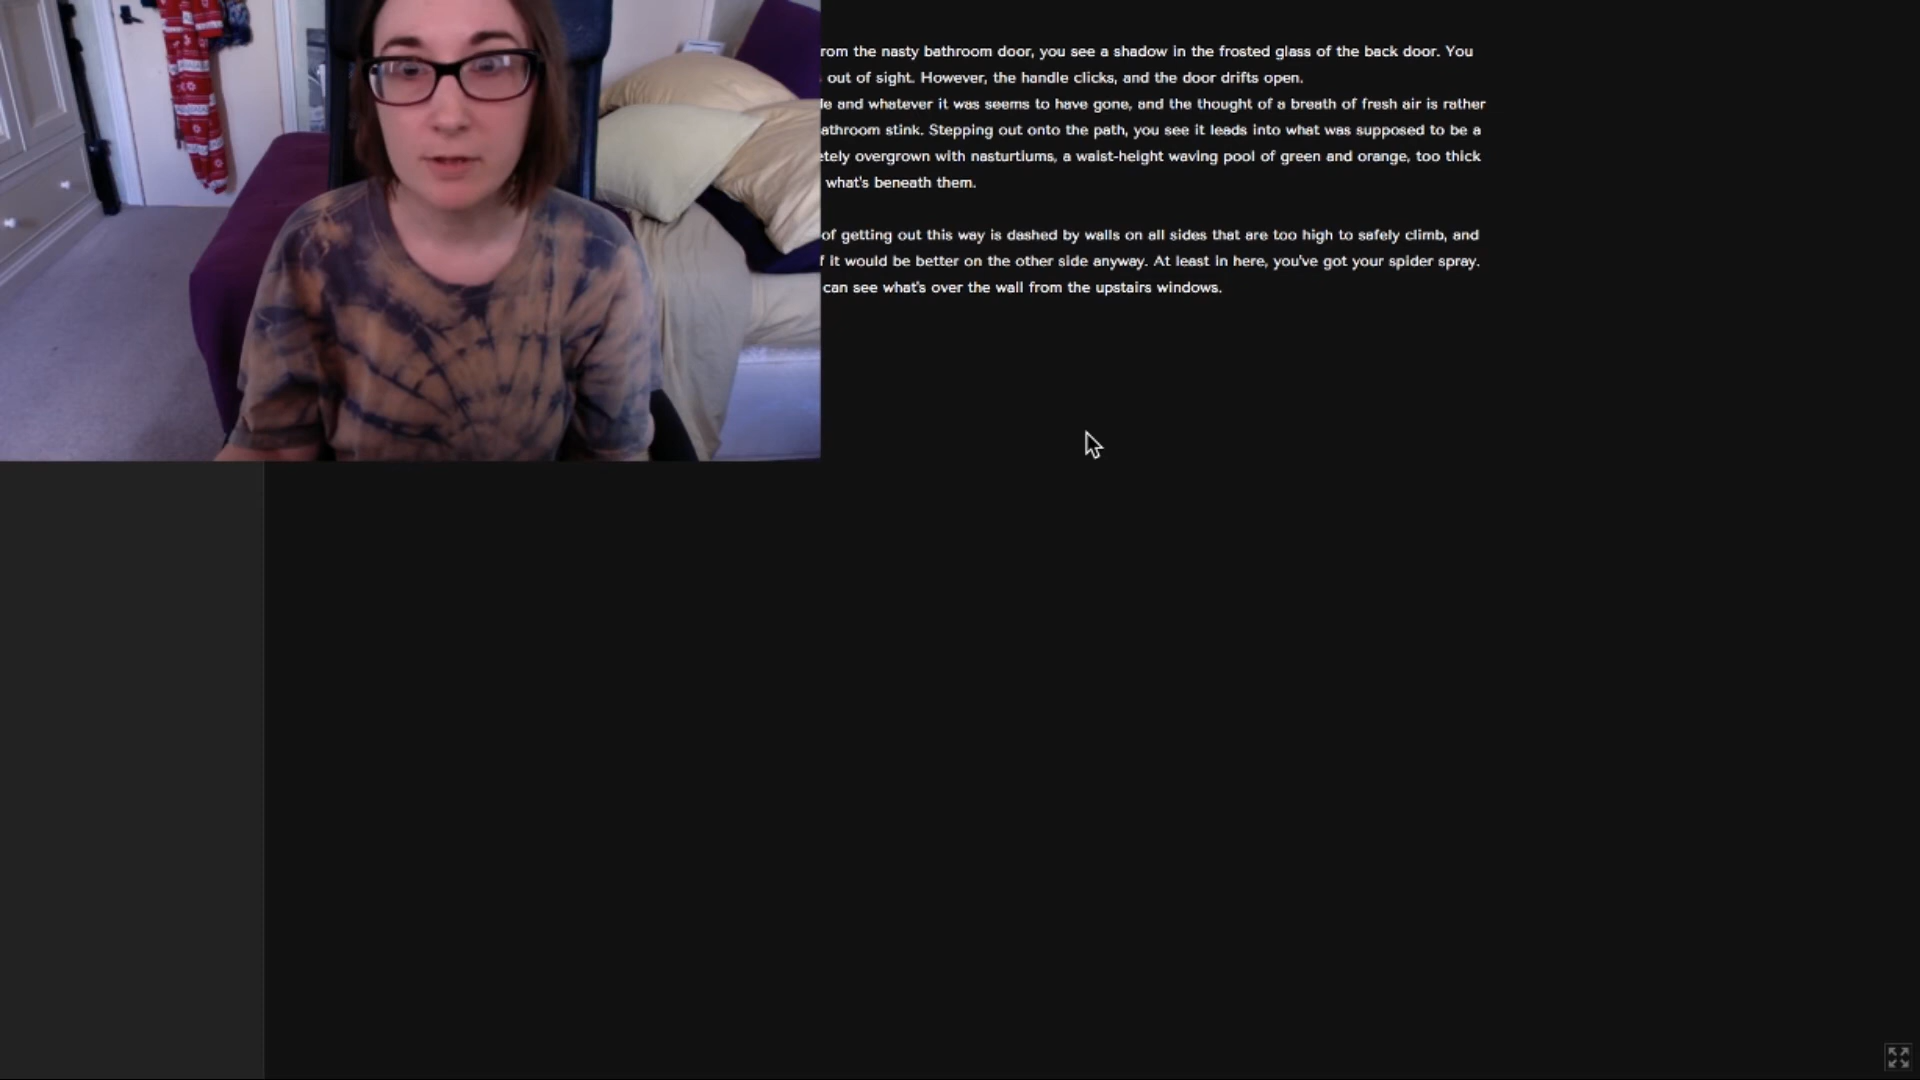 from the nasty bathroom door, you see a shadow in the frosted glass of the back door. You
out of sight. However, the handle clicks, and the door drifts open.
and whatever it was seems to have gone, and the thought of a breath of fresh air is rather
bathroom stink. Stepping out onto the path, you see it leads into what was supposed to be a
overgrown with nasturtiums, a waist-height waving pool of green and orange, too thick
what's beneath them.
of getting out this way is dashed by walls on all sides that are too high to safely climb, and
it would be better on the other side anyway. At least in here, you've got your spider spray.
can see what's over the wall from the upstairs windows.